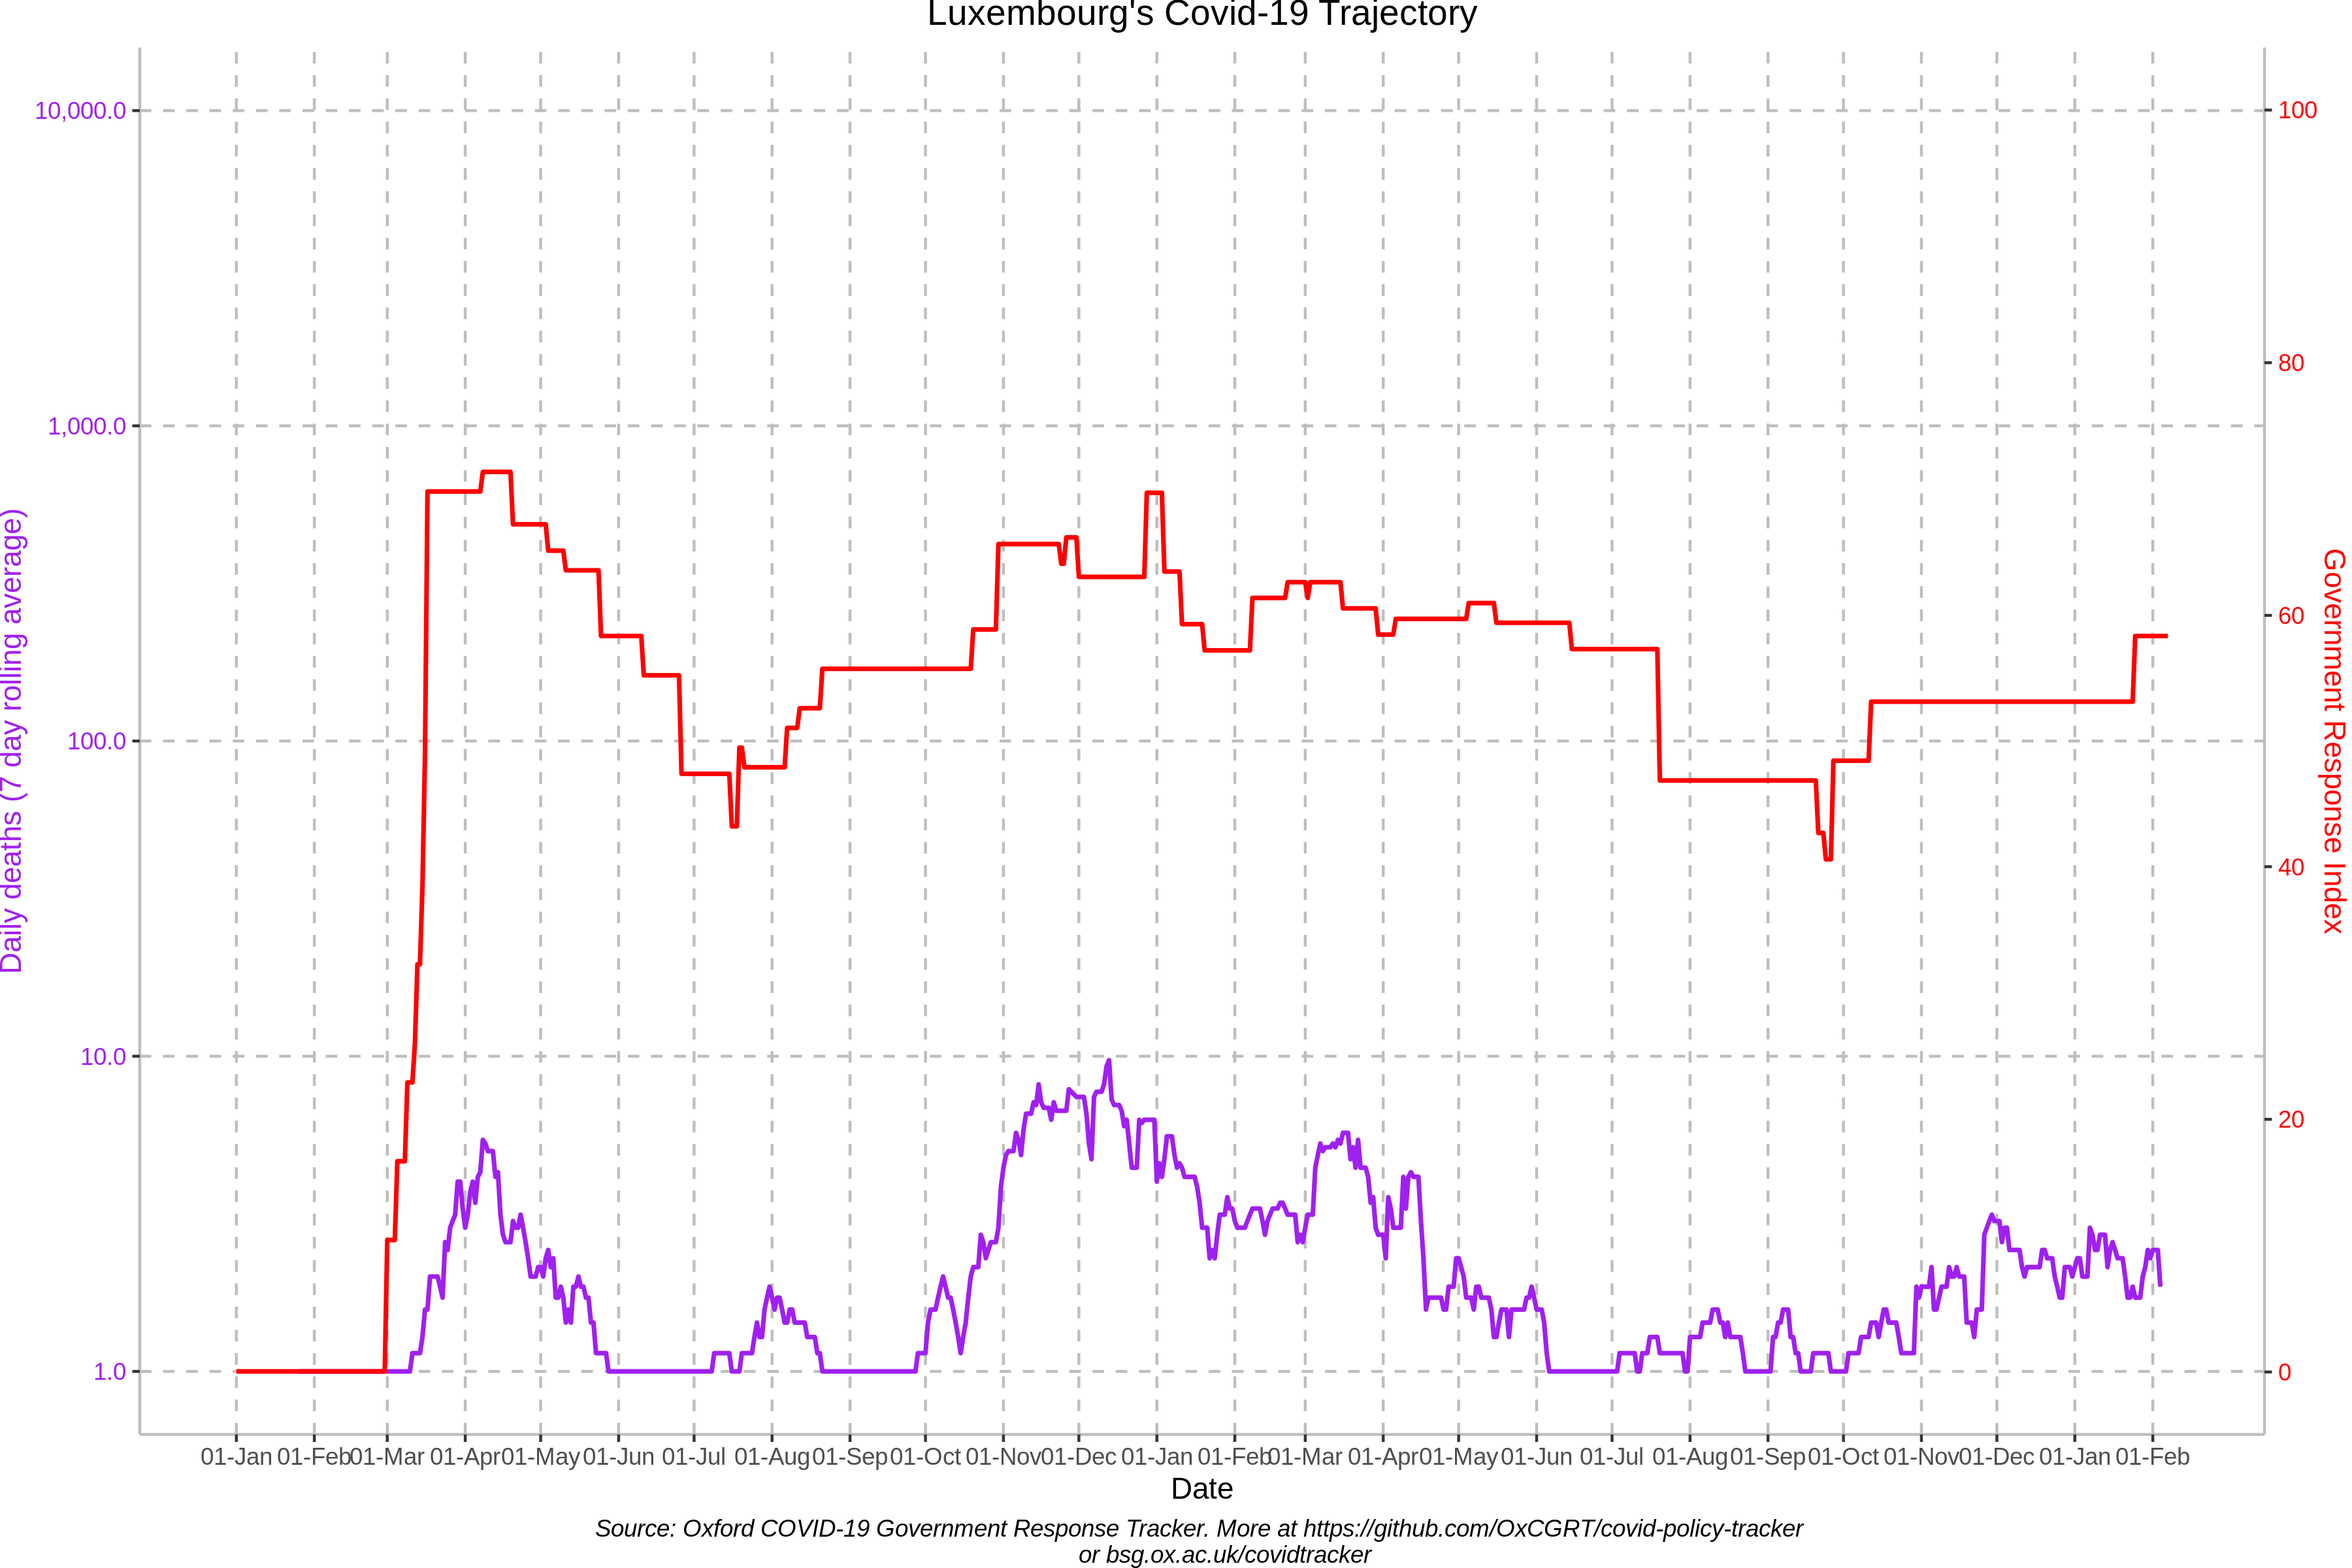 Luxembourg's Covid-19 Trajectory
10,000.0
1,000.0
100.0
10.0
1.0
Daily deaths (7 day rolling average)
100
80
60
40
20
0
Government Response Index
01-Jan 01-Feb 01-Mar 01-Apr 01-May 01-Jun 01-Jul 01-Aug 01-Sep 01-Oct 01-Nov 01-Dec 01-Jan 01-Feb 01-Mar 01-Apr 01-May 01-Jun 01-Jul 01-Aug 01-Sep 01-Oct 01-Nov 01-Dec 01-Jan 01-Feb
Date
Source: Oxford COVID-19 Government Response Tracker. More at https://github.com/OxCGRT/covid-policy-tracker
or bsg.ox.ac.uk/covidtracker